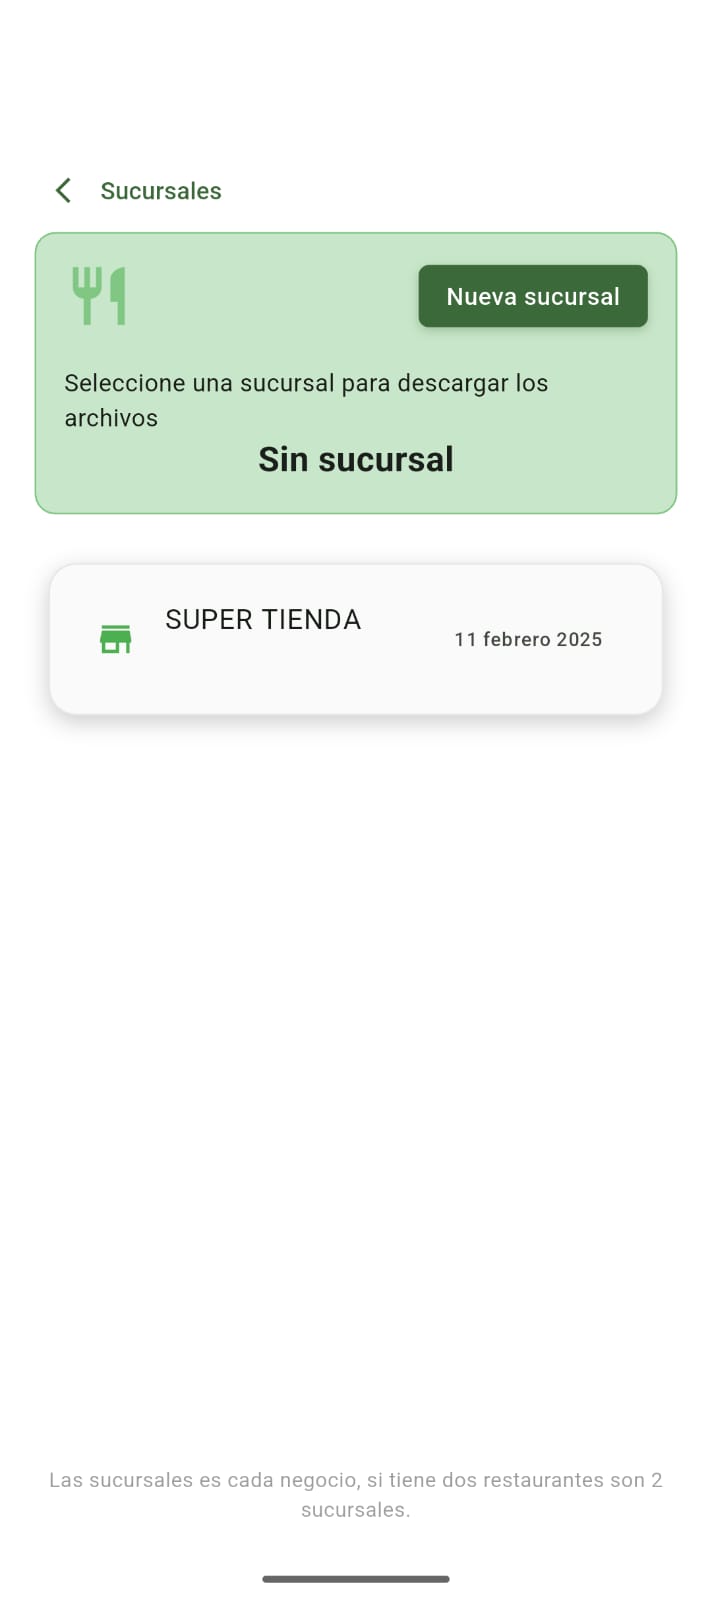 Sucursales
Nueva sucursal
Seleccione una sucursal para descargar los
archivos
Sin sucursal
SUPER TIENDA
11 febrero 2025
Las sucursales es cada negocio, si tiene dos restaurantes son 2
sucursales.